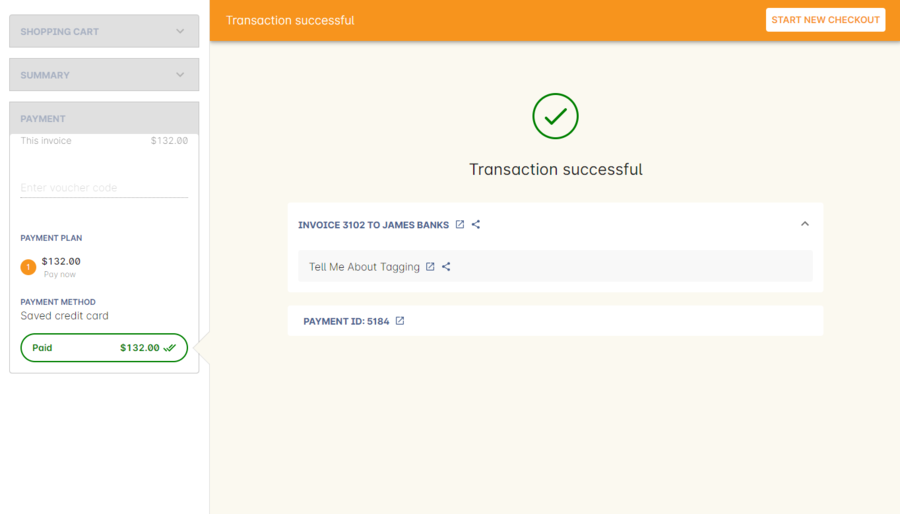 SHOPPING CART
SUMMARY
PAYMENT
This invoice $132.00
Enter voucher code
PAYMENT PLAN
1 $132.00
Pay now
PAYMENT METHOD
Saved credit card
Paid $132.00
Transaction successful
START NEW CHECKOUT
Transaction successful
INVOICE 3102 TO JAMES BANKS
Tell Me About Tagging
PAYMENT ID: 5184